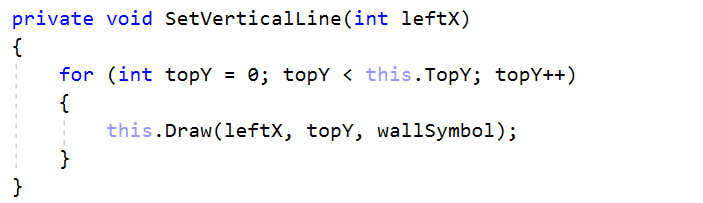 private void SetVerticalLine(int leftX)
{
    for (int topY = 0; topY < this.TopY; topY++)
    {
        this.Draw(leftX, topY, wallSymbol);
    }
}